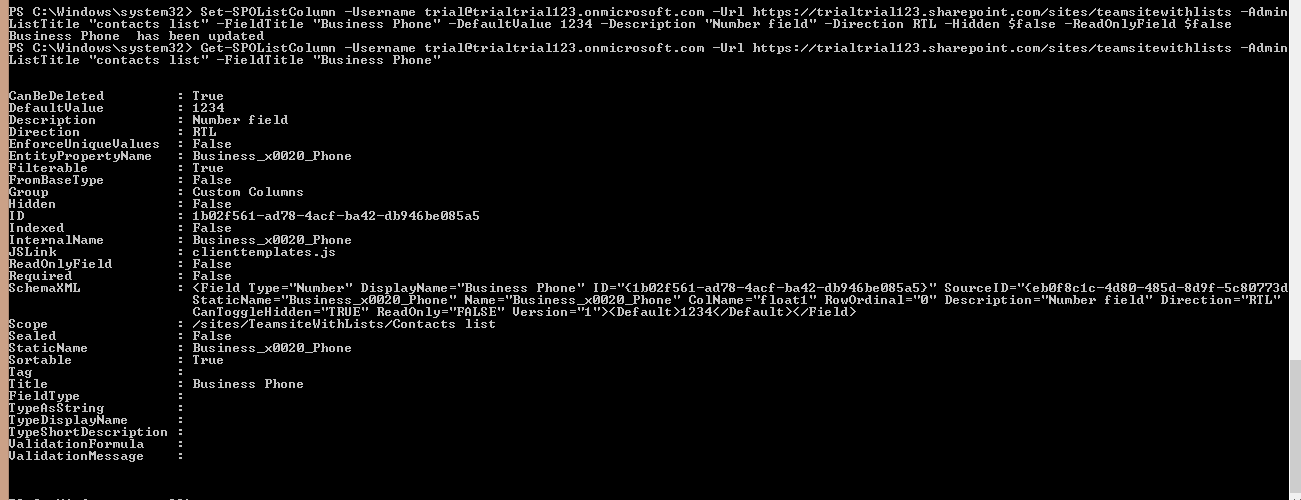 PS C:\Windows\system32> Set-SPOListColumn -Username trial@trialtrial123.onmicrosoft.com -Url https://trialtrial123.sharepoint.com/sites/teamsitewithlists -Admin
ListTitle "contacts list" -FieldTitle "Business Phone" -DefaultValue 1234 -Description "Number field" -Direction RTL -Hidden $false -ReadOnlyField $false
Business Phone  has been updated
PS C:\Windows\system32> Get-SPOListColumn -Username trial@trialtrial123.onmicrosoft.com -Url https://trialtrial123.sharepoint.com/sites/teamsitewithlists -Admin
ListTitle "contacts list" -FieldTitle "Business Phone"
CanBeDeleted : True
DefaultValue : 1234
Description : Number field
Direction : RTL
EnforceUniqueValues : False
EntityPropertyName : Business_x0020_Phone
Filterable : True
FromBaseType : False
Group : Custom Columns
Hidden : False
ID : 1b02f561-ad78-4acf-ba42-db946be085a5
Indexed : False
InternalName : Business_x0020_Phone
JSLink : clienttemplates.js
ReadOnlyField : False
Required : False
SchemaXML : <Field Type="Number" DisplayName="Business Phone" ID="{1b02f561-ad78-4acf-ba42-db946be085a5}" SourceID="{eb0f8c1c-4d80-485d-8d9f-5c80773d
StaticName="Business_x0020_Phone" Name="Business_x0020_Phone" ColName="float1" RowOrdinal="0" Description="Number field" Direction="RTL"
CanToggleHidden="TRUE" ReadOnly="FALSE" Version="1"><Default>1234</Default></Field>
Scope : /sites/TeamsiteWithLists/Contacts list
Sealed : False
StaticName : Business_x0020_Phone
Sortable : True
Tag :
Title : Business Phone
FieldType :
TypeAsString :
TypeDisplayName :
TypeShortDescription :
ValidationFormula :
ValidationMessage :